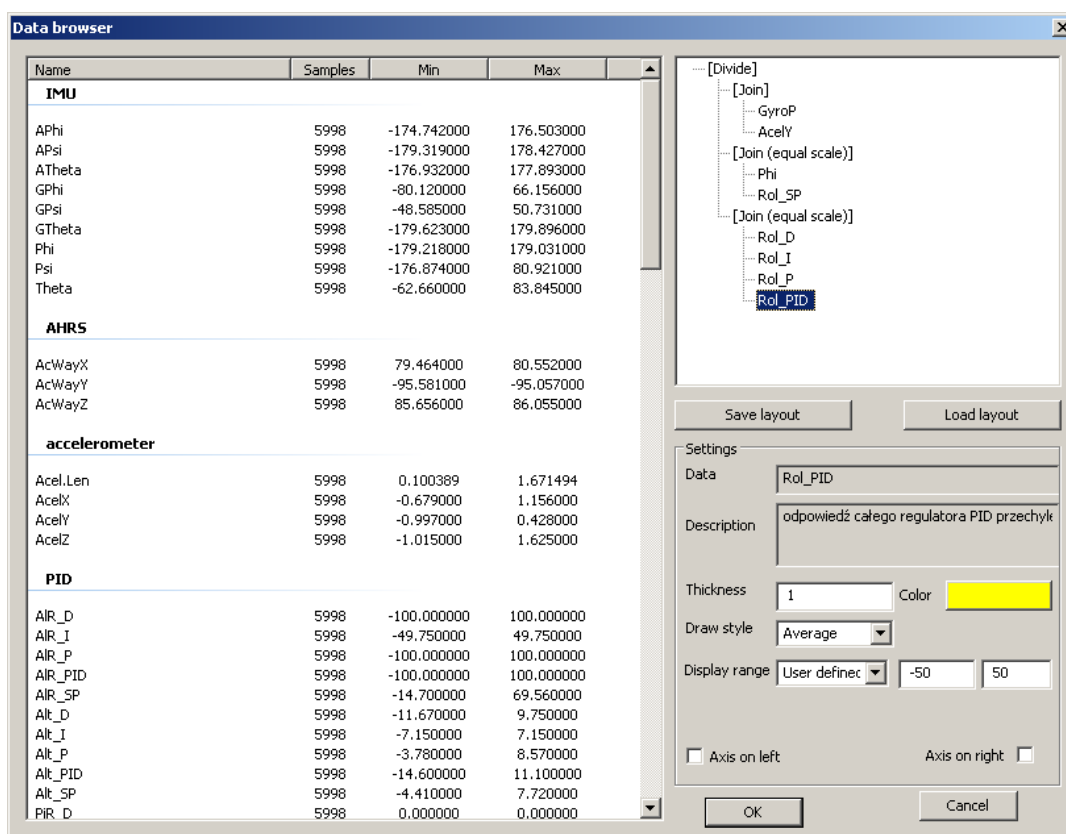 Data browser
Name Samples Min Max
IMU
APhi 5998 -174.742000 176.503000
APsi 5998 -179.319000 178.427000
ATheta 5998 -176.932000 177.893000
GPhi 5998 -80.120000 66.156000
GPsi 5998 -48.585000 50.731000
GTheta 5998 -179.623000 179.896000
Phi 5998 -179.218000 179.031000
Psi 5998 -176.874000 80.921000
Theta 5998 -62.660000 83.845000
AHRS
AcWayX 5998 79.464000 80.552000
AcWayY 5998 -95.581000 -95.057000
AcWayZ 5998 85.656000 86.055000
accelerometer
Acel.Len 5998 0.100389 1.671494
AcelX 5998 -0.679000 1.156000
AcelY 5998 -0.997000 0.428000
AcelZ 5998 -1.015000 1.625000
PID
AlR_D 5998 -100.000000 100.000000
AlR_I 5998 -49.750000 49.750000
AlR_P 5998 -100.000000 100.000000
AlR_PID 5998 -100.000000 100.000000
AlR_SP 5998 -14.700000 69.560000
Alt_D 5998 -11.670000 9.750000
Alt_I 5998 -7.150000 7.150000
Alt_P 5998 -3.780000 8.570000
Alt_PID 5998 -14.600000 11.100000
Alt_SP 5998 -4.410000 7.720000
PiR_D 5998 0.000000 0.000000
[Divide]
[Join]
GyroP
AcelY
[Join (equal scale)]
Phi
Rol_SP
[Join (equal scale)]
Rol_D
Rol_I
Rol_P
Rol_PID
Save layout Load layout
Settings
Data Rol_PID
Description odpowiedź całego regulatora PID przechyle
Thickness 1 Color
Draw style Average
Display range User definec -50 50
Axis on left Axis on right
OK Cancel